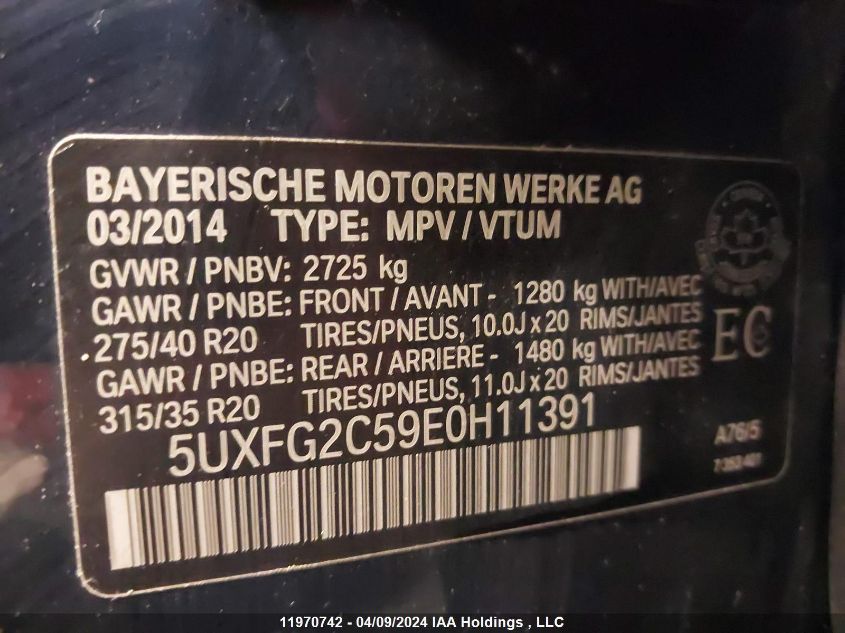 BAYERISCHE MOTOREN WERKE AG
03/2014 TYPE: MPV / VTUM
GVWR / PNBV: 2725 kg
GAWR / PNBE: FRONT / AVANT - 1280 kg WITH/AVEC
.275/40 R20 TIRES/PNEUS, 10.0J x 20 RIMS/JANTES
GAWR / PNBE: REAR / ARRIERE - 1480 kg WITH/AVEC
315/35 R20 TIRES/PNEUS, 11.0J x 20 RIMS/JANTES
EC
5UXFG2C59E0H11391
A76/5
11970742 - 04/09/2024 IAA Holdings , LLC